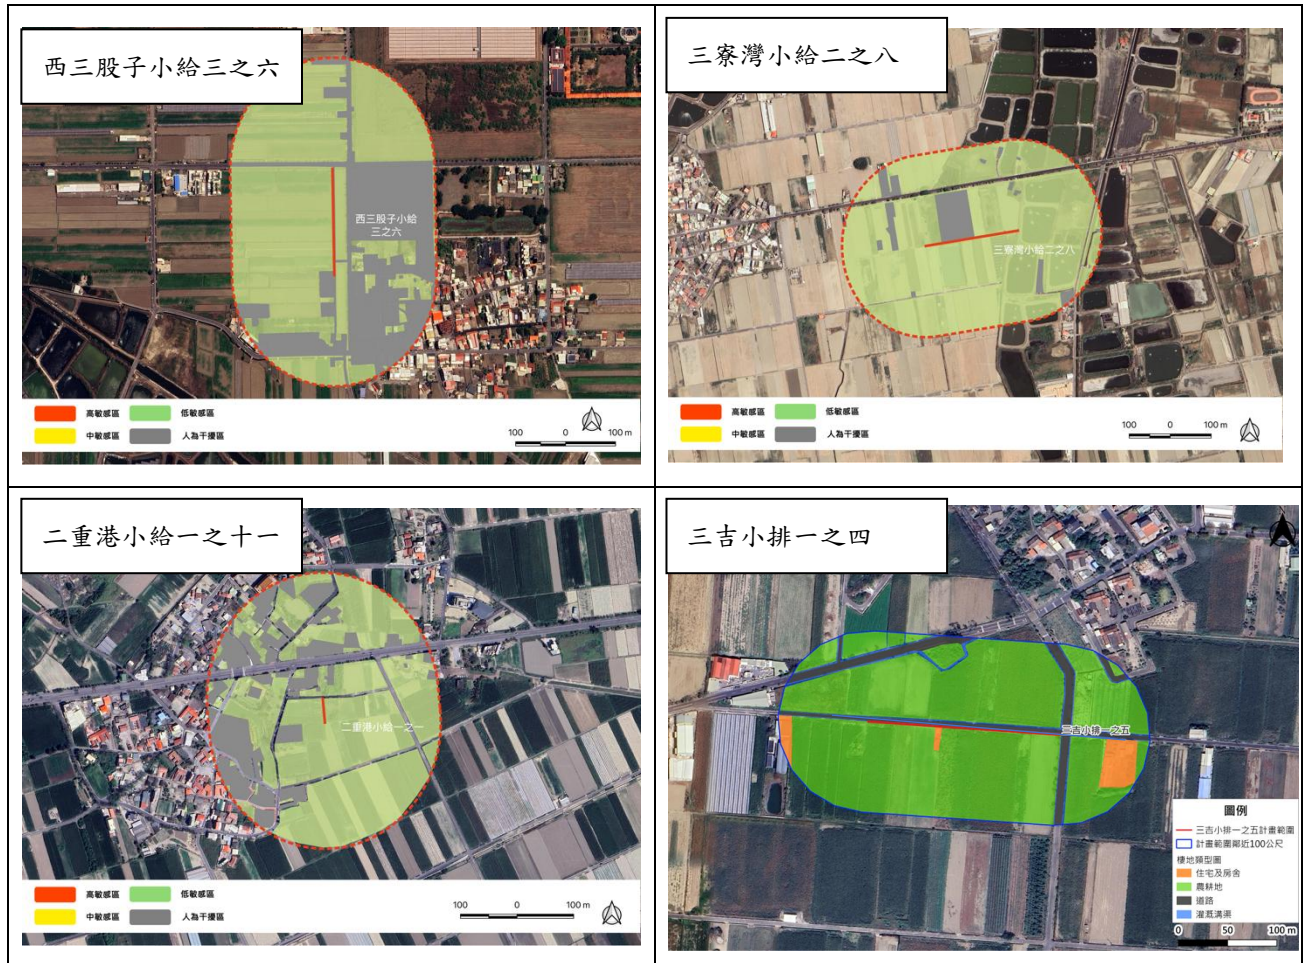 西三股子小給三之六
西三股子小給
三之六
高敏感區
低敏感區
中敏感區
人為干擾區
100
0
100 m
三寮灣小給二之八
三寮灣小給二之八
高敏感區
低敏感區
中敏感區
人為干擾區
100
0
100 m
二重港小給一之十一
二重港小給一之一
高敏感區
低敏感區
中敏感區
人為干擾區
100
0
100 m
三吉小排一之四
三吉小排一之五
圖例
三吉小排一之五計畫範圍
計畫範圍鄰近100公尺
棲地類型圖
住宅及房舍
農耕地
道路
灌溉溝渠
0
50
100 m